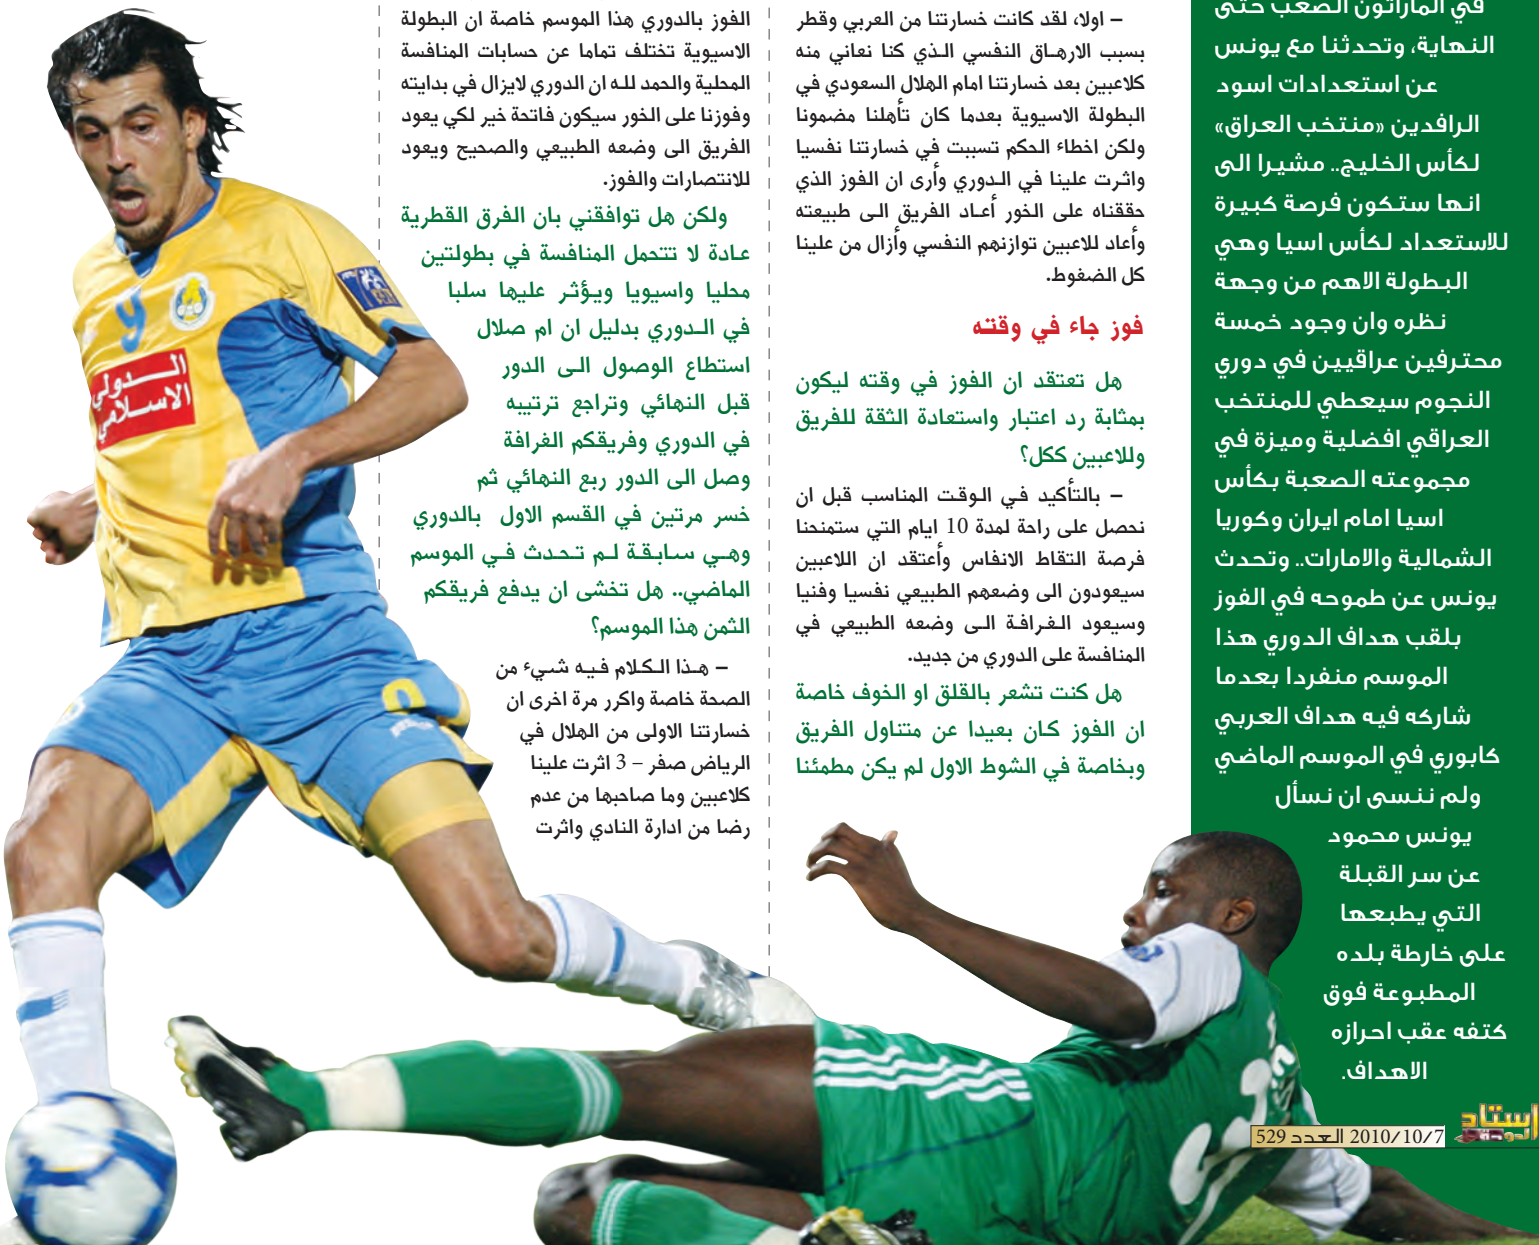 في الماراثون الصعب حتى
النهاية، وتحدثنا مع يونس
عن استعدادات اسود
الرافدين «منتخب العراق»
لكأس الخليج.. مشيرا الى
انها ستكون فرصة كبيرة
للاستعداد لكأس اسيا وهي
البطولة الاهم من وجهة
نظره وان وجود خمسة
محترفين عراقيين في دوري
النجوم سيعطي للمنتخب
العراقي افضلية وميزة في
مجموعته الصعبة بكأس
اسيا امام ايران وكوريا
الشمالية والامارات.. وتحدث
يونس عن طموحه في الفوز
بلقب هداف الدوري هذا
الموسم منفردا بعدما
شاركه فيه هداف العربي
كابوري في الموسم الماضي
ولم ننسى ان نسأل
يونس محمود
عن سر القبلة
التي يطبعها
على خارطة بلده
المطبوعة فوق
كتفه عقب احرازه
الاهداف.
– اولا، لقد كانت خسارتنا من العربي وقطر
بسبب الارهاق النفسي الذي كنا نعاني منه
كلاعبين بعد خسارتنا امام الهلال السعودي في
البطولة الاسيوية بعدما كان تأهلنا مضمونا
ولكن اخطاء الحكم تسببت في خسارتنا نفسيا
واثرت علينا في الدوري وأرى ان الفوز الذي
حققناه على الخور أعاد الفريق الى طبيعته
وأعاد للاعبين توازنهم النفسي وأزال من علينا
كل الضغوط.
فوز جاء في وقته
هل تعتقد ان الفوز في وقته ليكون
بمثابة رد اعتبار واستعادة الثقة للفريق
وللاعبين ككل؟
– بالتأكيد في الوقت المناسب قبل ان
نحصل على راحة لمدة 10 ايام التي ستمنحنا
فرصة التقاط الانفاس وأعتقد ان اللاعبين
سيعودون الى وضعهم الطبيعي نفسيا وفنيا
وسيعود الغرافة الى وضعه الطبيعي في
المنافسة على الدوري من جديد.
هل كنت تشعر بالقلق او الخوف خاصة
ان الفوز كان بعيدا عن متناول الفريق
وبخاصة في الشوط الاول لم يكن مطمئنا
الفوز بالدوري هذا الموسم خاصة ان البطولة
الاسيوية تختلف تماما عن حسابات المنافسة
المحلية والحمد لله ان الدوري لايزال في بدايته
وفوزنا على الخور سيكون فاتحة خير لكي يعود
الفريق الى وضعه الطبيعي والصحيح ويعود
للانتصارات والفوز.
ولكن هل توافقني بان الفرق القطرية
عادة لا تتحمل المنافسة في بطولتين
محليا واسيويا ويؤثر عليها سلبا
في الدوري بدليل ان ام صلال
استطاع الوصول الى الدور
قبل النهائي وتراجع ترتيبه
في الدوري وفريقكم الغرافة
وصل الى الدور ربع النهائي ثم
خسر مرتين في القسم الاول بالدوري
وهي سابقة لم تحدث في الموسم
الماضي.. هل تخشى ان يدفع فريقكم
الثمن هذا الموسم؟
– هذا الكلام فيه شيء من
الصحة خاصة واكرر مرة اخرى ان
خسارتنا الاولى من الهلال في
الرياض صفر – 3 اثرت علينا
كلاعبين وما صاحبها من عدم
رضا من ادارة النادي واثرت
الدولي
الاسلامي
9
استاد
الدوحة
2010/10/7 العدد 529